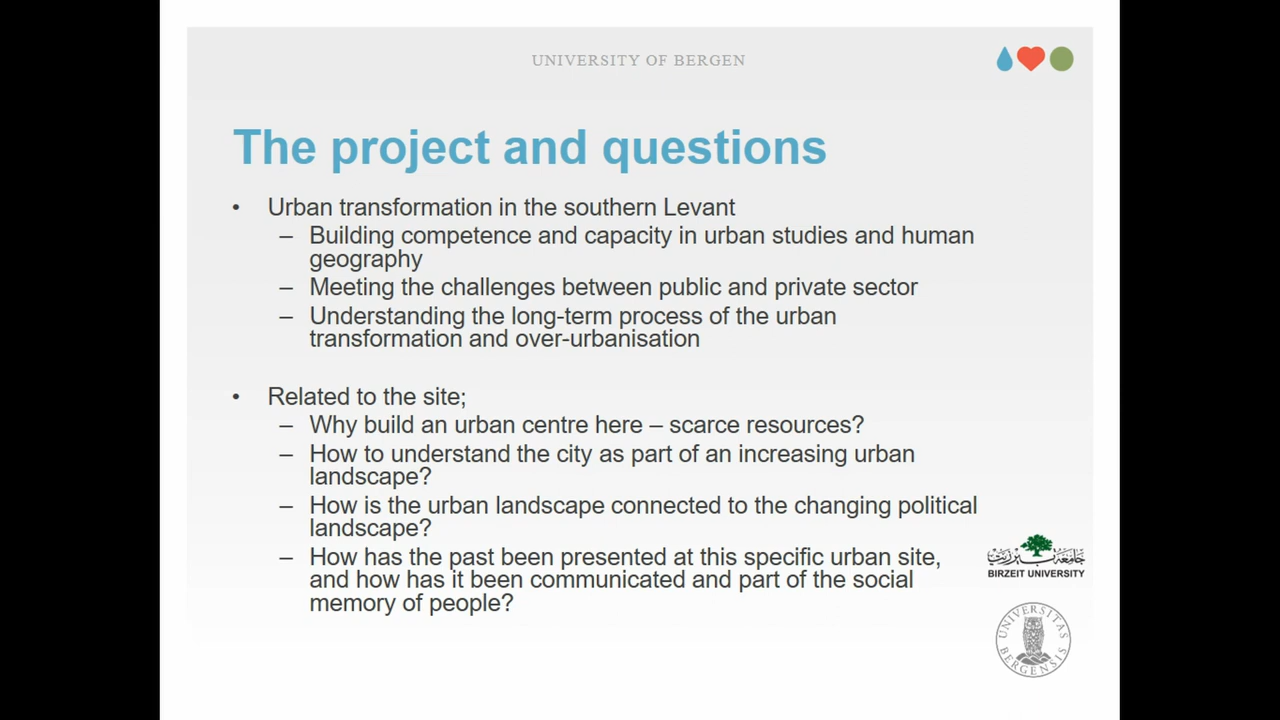 UNIVERSITY OF BERGEN
The project and questions
• Urban transformation in the southern Levant
– Building competence and capacity in urban studies and human
geography
– Meeting the challenges between public and private sector
– Understanding the long-term process of the urban
transformation and over-urbanisation
• Related to the site;
– Why build an urban centre here – scarce resources?
– How to understand the city as part of an increasing urban
landscape?
– How is the urban landscape connected to the changing political
landscape?
– How has the past been presented at this specific urban site,
and how has it been communicated and part of the social
memory of people?
جامعة بيرزيت
BIRZEIT UNIVERSITY
UNIVERSITAS
BERGENSIS